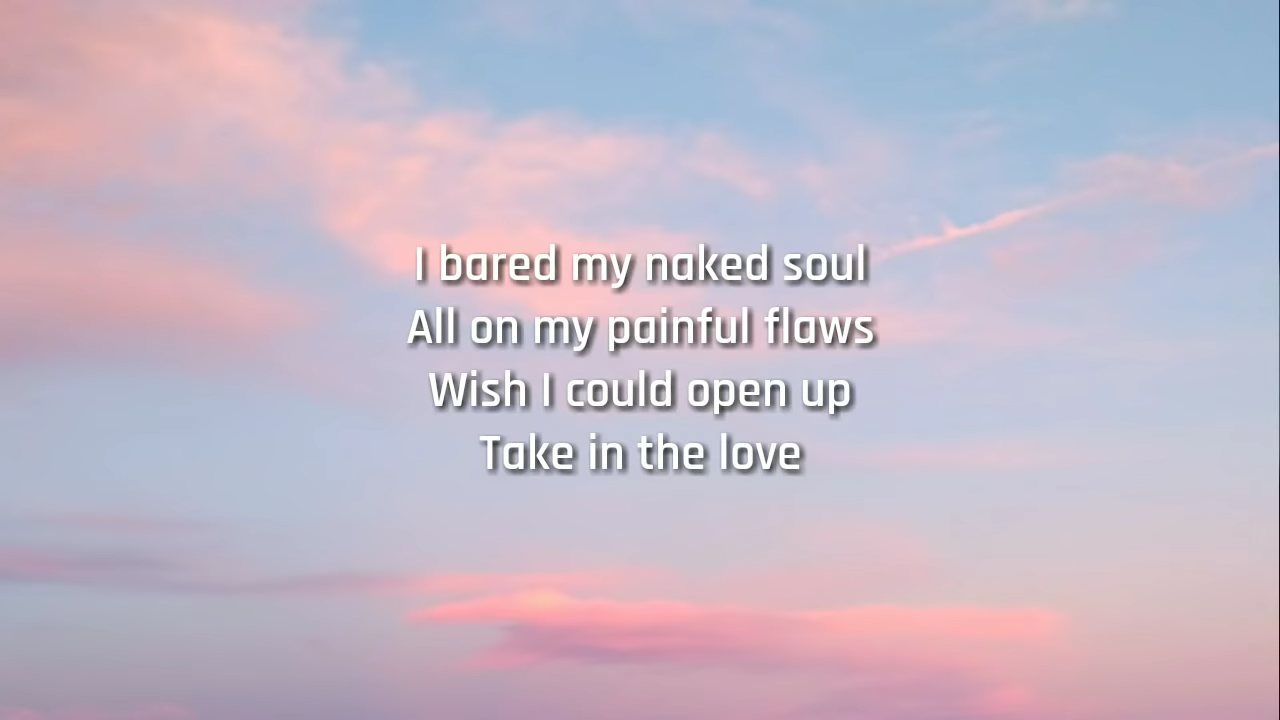 I bared my naked soul
All on my painful flaws
Wish I could open up
Take in the love